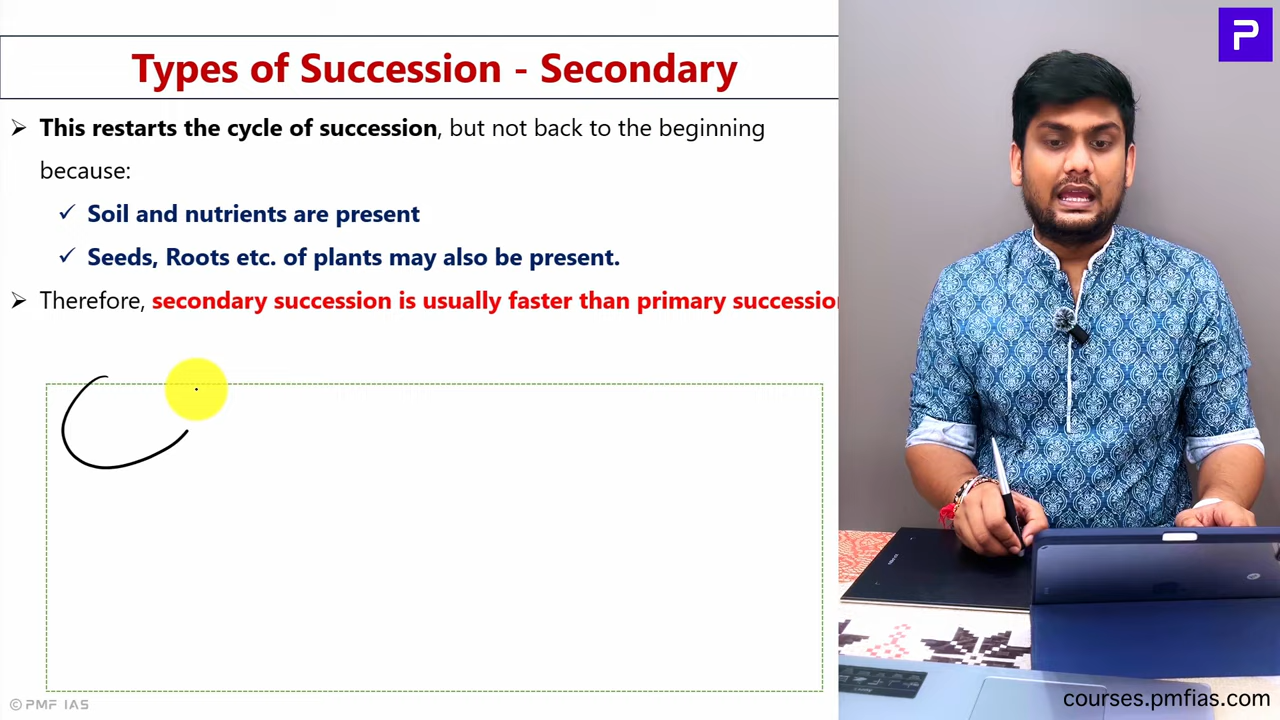 Types of Succession - Secondary
➢ This restarts the cycle of succession, but not back to the beginning
because:
✓ Soil and nutrients are present
✓ Seeds, Roots etc. of plants may also be present.
➢ Therefore, secondary succession is usually faster than primary succession
© PMF IAS
courses.pmfias.com